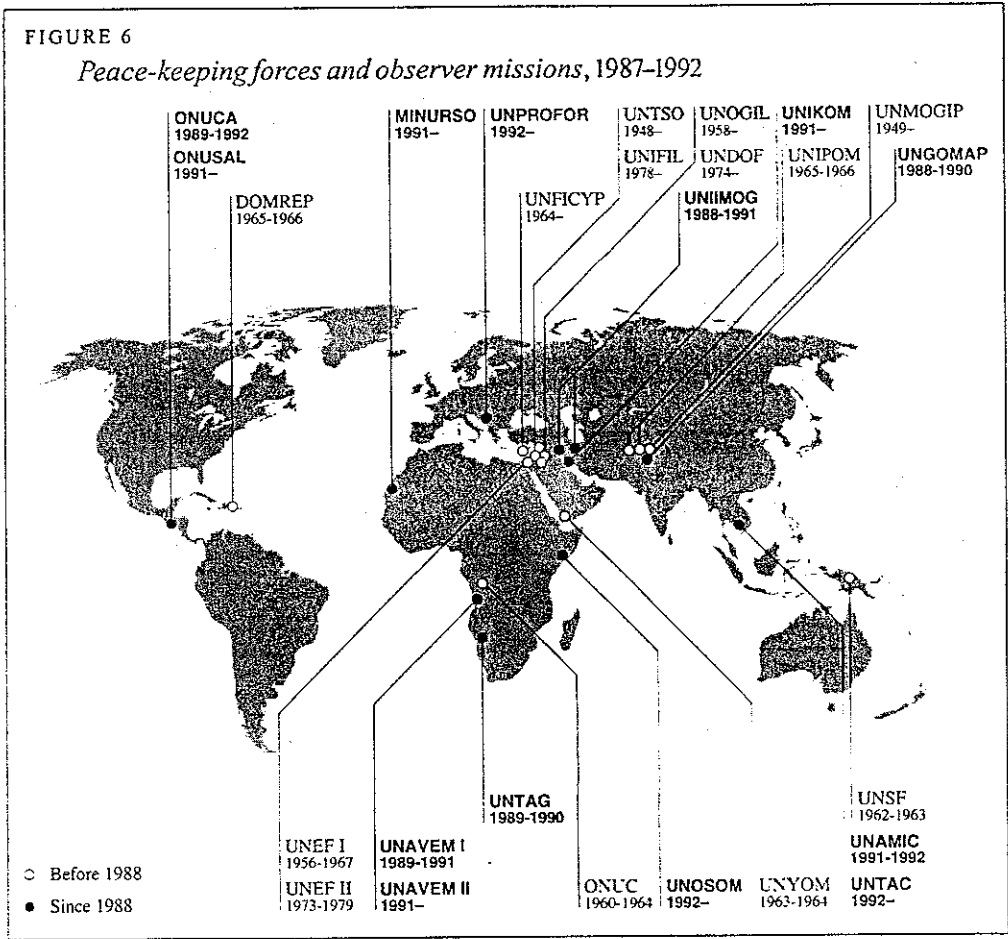 FIGURE 6
Peace-keeping forces and observer missions, 1987–1992
ONUCA
1989-1992
ONUSAL
1991–
DOMREP
1965-1966
MINURSO
1991–
UNPROFOR
1992–
UNTSO
1948–
UNIFIL
1978–
UNFICYP
1964–
UNOGIL
1958–
UNDOF
1974–
UNIIMOG
1988-1991
UNIKOM
1991–
UNIPOM
1965-1966
UNMOGIP
1949–
UNGOMAP
1988-1990
UNEF I
1956-1967
UNEF II
1973-1979
UNAVEM I
1989-1991
UNAVEM II
1991–
UNTAG
1989-1990
ONUC
1960-1964
UNOSOM
1992–
UNYOM
1963-1964
UNSF
1962-1963
UNAMIC
1991-1992
UNTAC
1992–
Before 1988
Since 1988